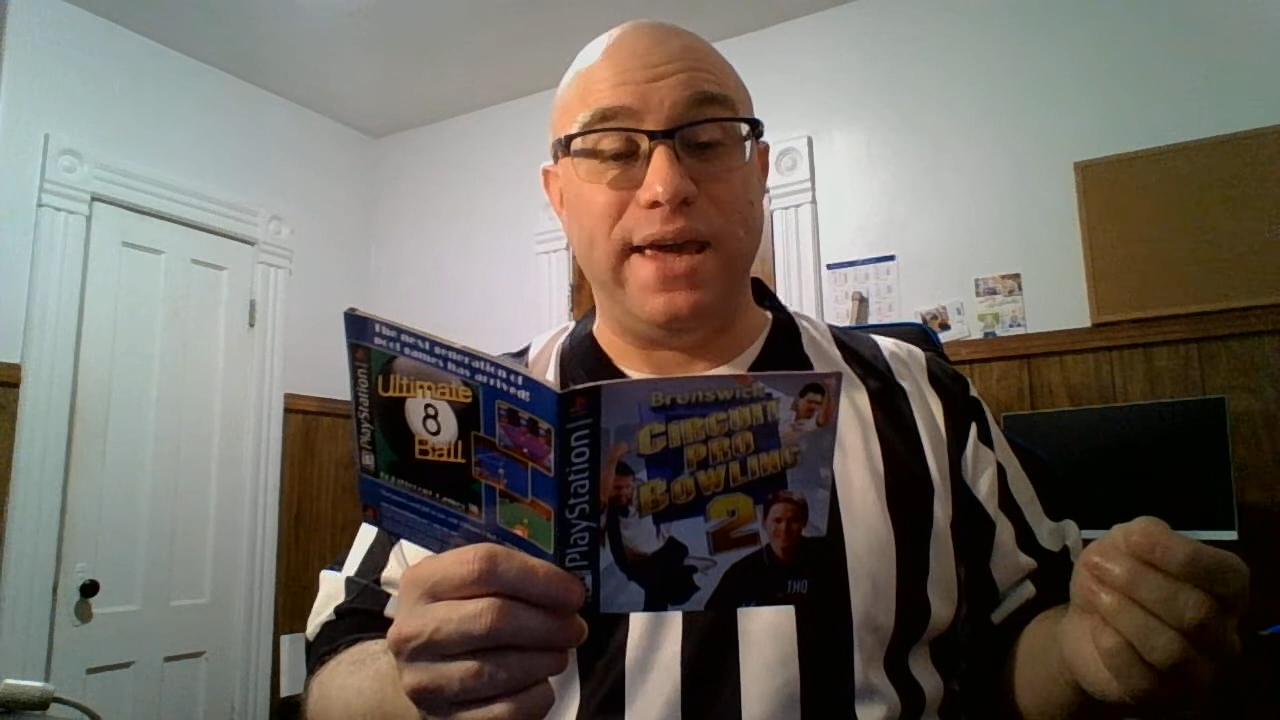 The next generation of
pool games has arrived!
PlayStation
Ultimate
8
Ball
PlayStation
Brunswick
CIRCUIT
PRO
BOWLING
2
THQ